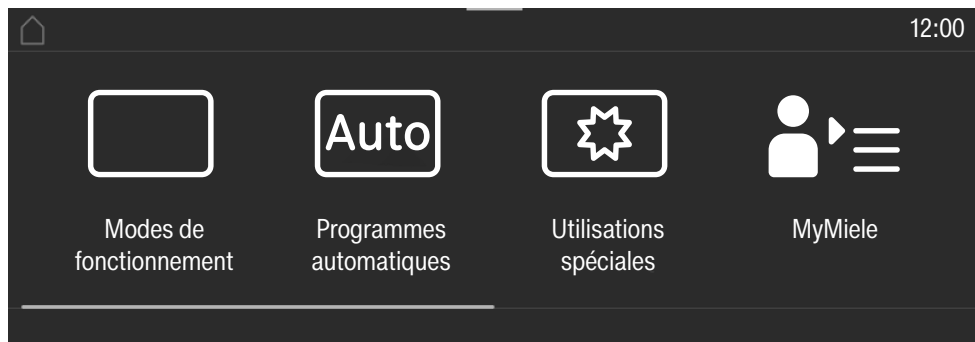 12:00
Auto
Modes de
fonctionnement
Programmes
automatiques
Utilisations
spéciales
MyMiele